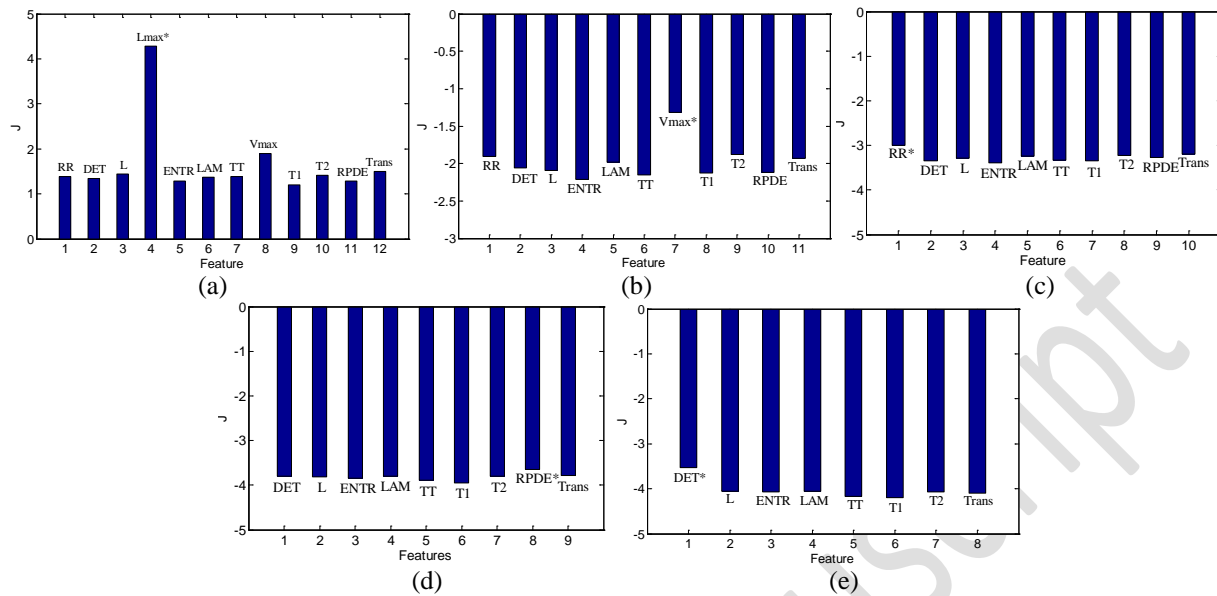 5
4
3
2
1
0
J
RR
DET
L
Lmax*
ENTR
LAM
TT
Vmax
T1
T2
RPDE
Trans
1 2 3 4 5 6 7 8 9 10 11 12
Feature
(a)
0
-0.5
-1
-1.5
-2
-2.5
-3
J
RR
DET
L
ENTR
LAM
TT
Vmax*
T1
T2
RPDE
Trans
1 2 3 4 5 6 7 8 9 10 11
Feature
(b)
0
-1
-2
-3
-4
-5
J
RR*
DET
L
ENTR
LAM
TT
T1
T2
RPDE
Trans
1 2 3 4 5 6 7 8 9 10
Feature
(c)
0
-1
-2
-3
-4
-5
J
DET
L
ENTR
LAM
TT
T1
T2
RPDE*
Trans
1 2 3 4 5 6 7 8 9
Features
(d)
0
-1
-2
-3
-4
-5
J
DET*
L
ENTR
LAM
TT
T1
T2
Trans
1 2 3 4 5 6 7 8
Feature
(e)